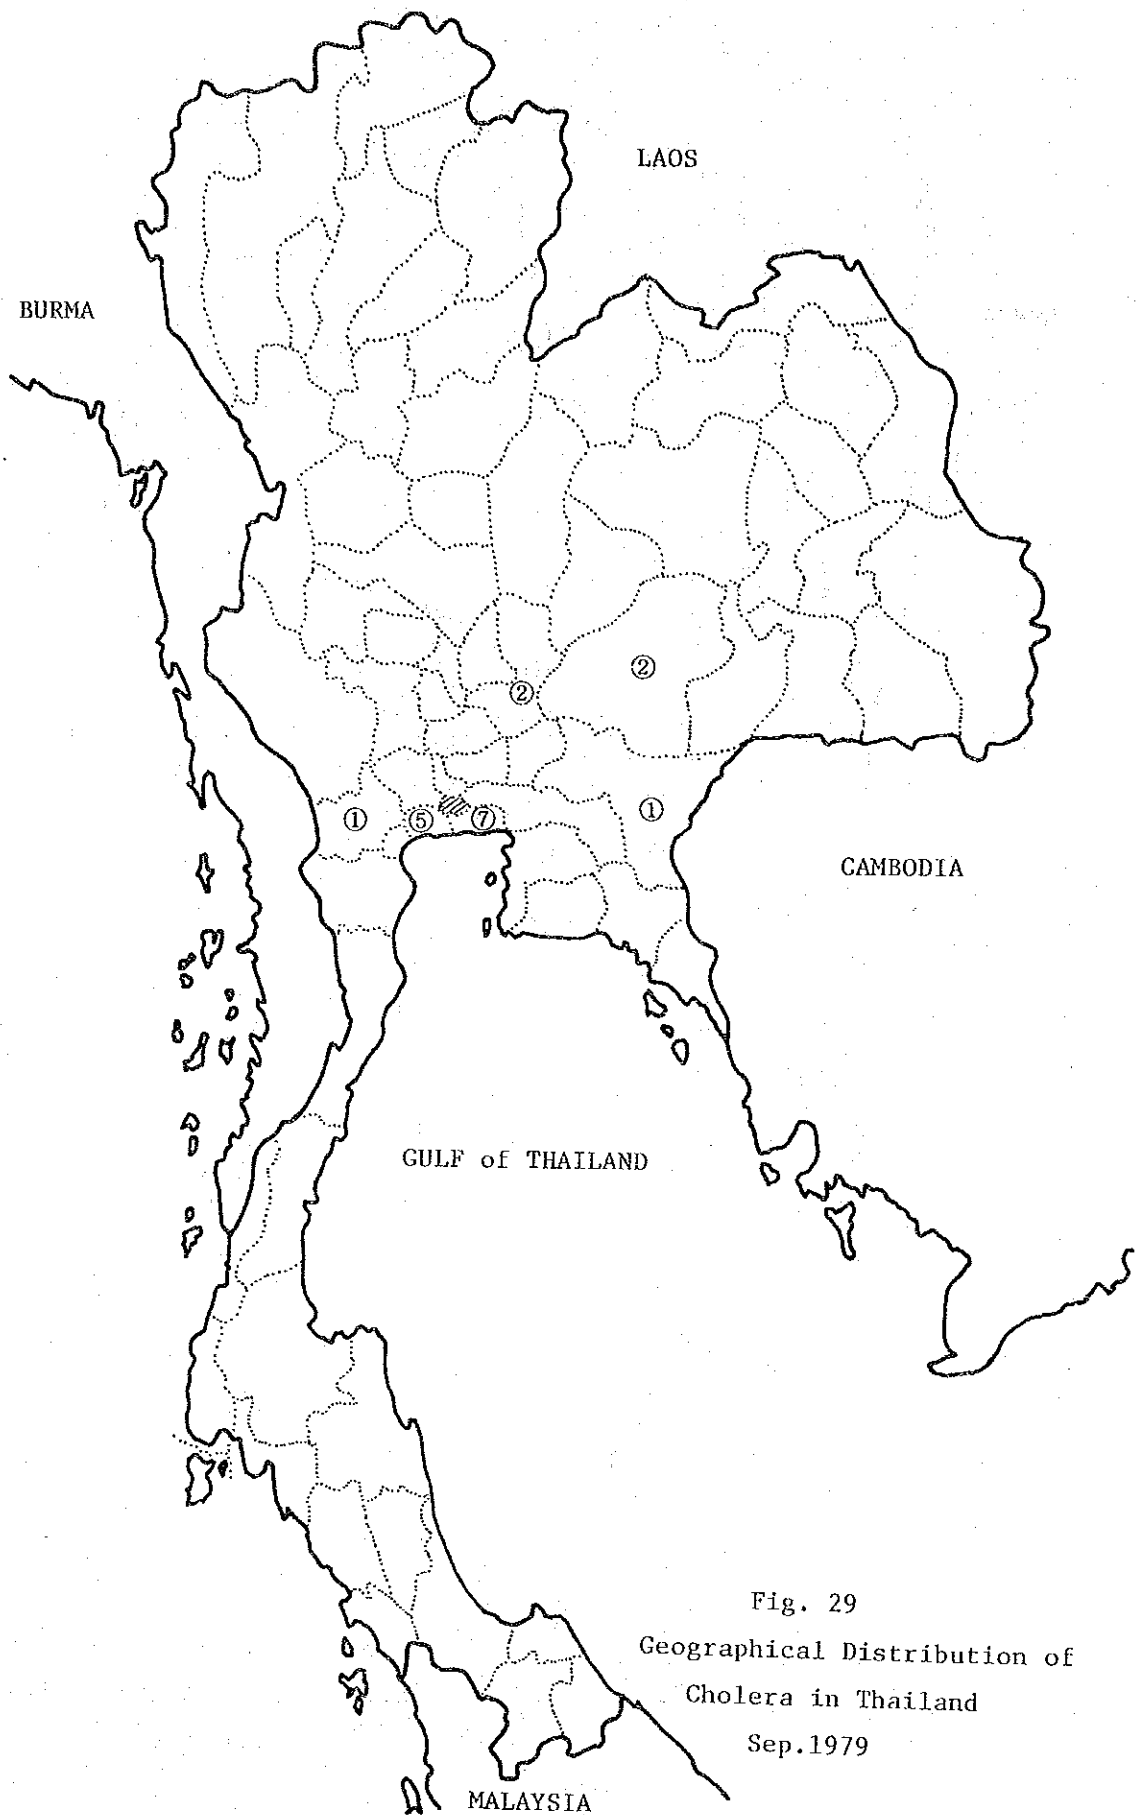 LAOS
BURMA
②
②
①
⑤
⑦
①
CAMBODIA
GULF of THAILAND
Fig. 29
Geographical Distribution of
Cholera in Thailand
Sep.1979
MALAYSIA